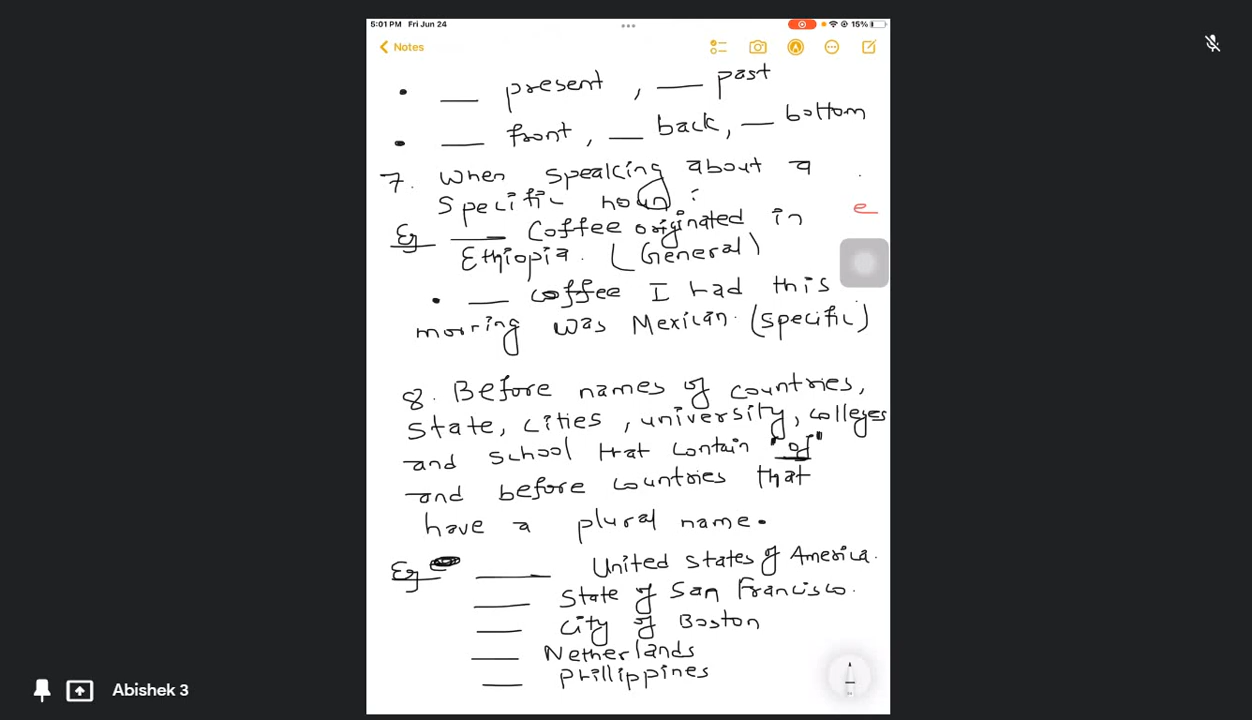 5:01 PM Fri Jun 24
15%
Notes
• ___ present , ___ past
• ___ front , ___ back, ___ bottom
7. When speaking about a
specific noun :
Eg ___ Coffee originated in
Ethiopia. (General)
• ___ coffee I had this
morring was Mexican. (specific)
8. Before names of countries,
state, cities , university, colleges
and school that contain "of"
and before countries that
have a plural name.
Eg ___ United states of America.
___ State of San Francisco.
___ City of Boston
___ Netherlands
___ Phillippines
e
Abishek 3